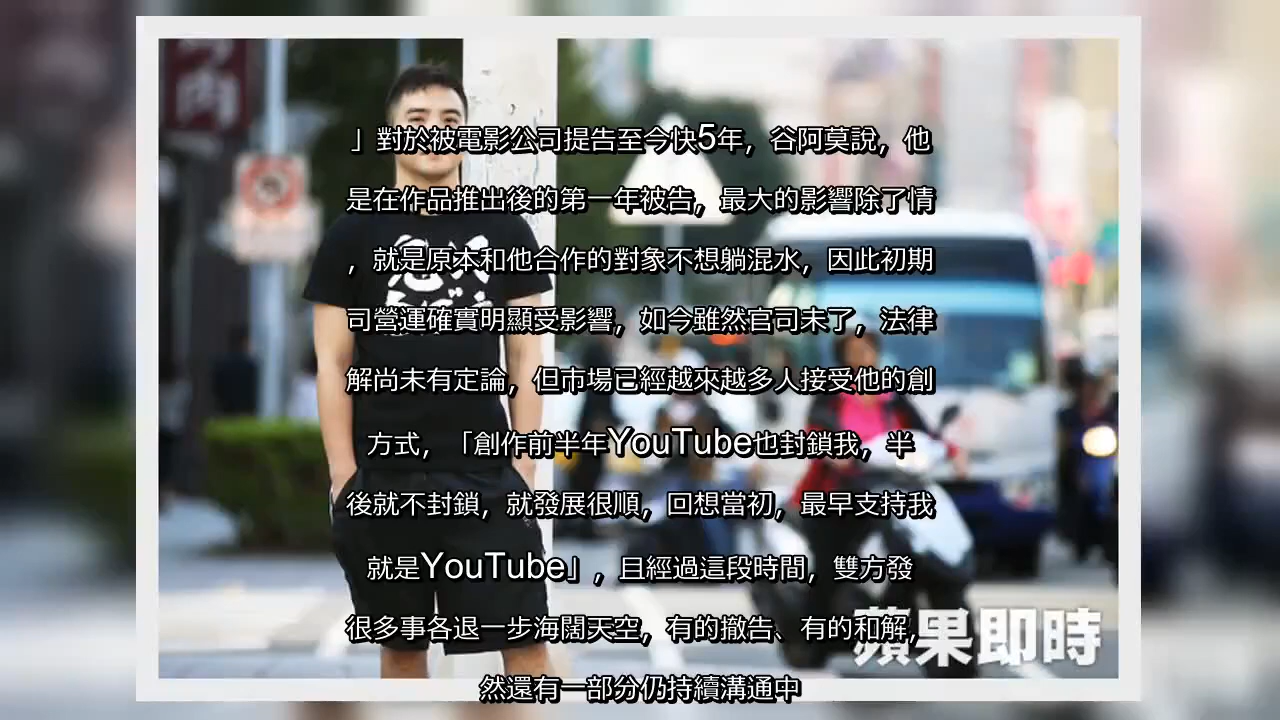 」對於被電影公司提告至今快5年，谷阿莫說，他
是在作品推出後的第一年被告，最大的影響除了情
，就是原本和他合作的對象不想躺混水，因此初期
司營運確實明顯受影響，如今雖然官司未了，法律
解尚未有定論，但市場已經越來越多人接受他的創
方式，「創作前半年YouTube也封鎖我，半
後就不封鎖，就發展很順，回想當初，最早支持我
就是YouTube」，且經過這段時間，雙方發
很多事各退一步海闊天空，有的撤告、有的和解，
然還有一部分仍持續溝通中
蘋果即時